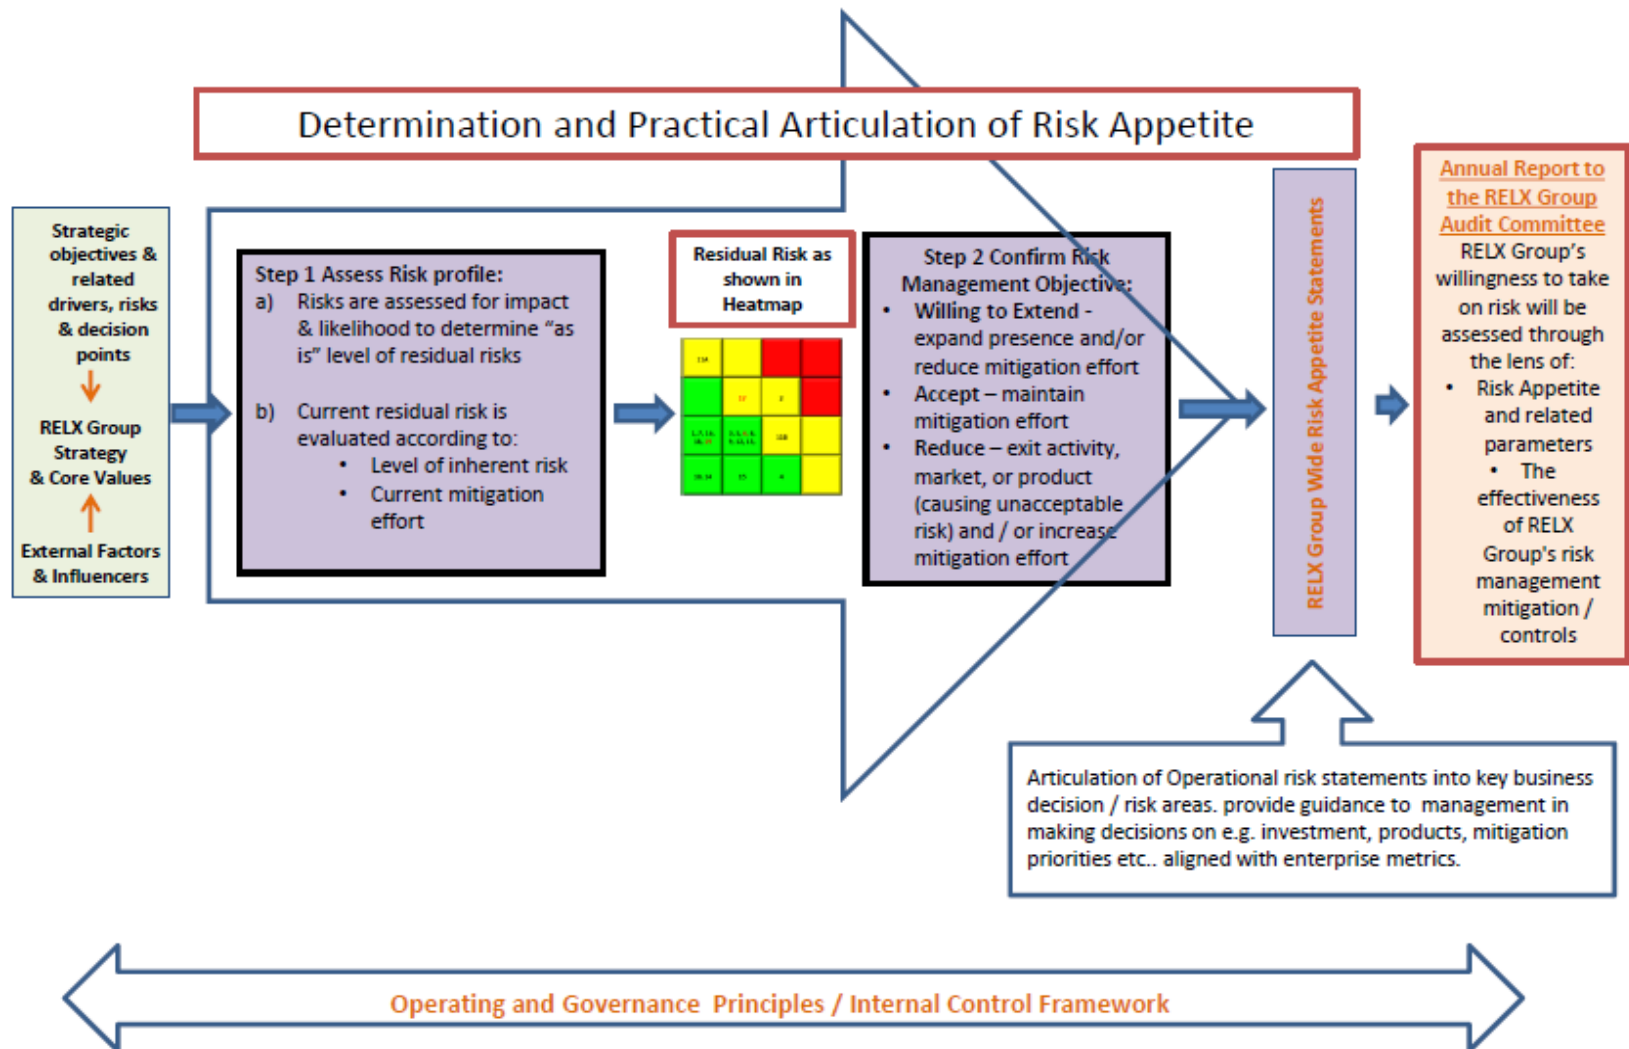 Determination and Practical Articulation of Risk Appetite
Strategic
objectives &
related
drivers, risks
& decision
points
RELX Group
Strategy
& Core Values
External Factors
& Influencers
Step 1 Assess Risk profile:
a) Risks are assessed for impact
& likelihood to determine “as
is” level of residual risks
b) Current residual risk is
evaluated according to:
• Level of inherent risk
• Current mitigation
effort
Residual Risk as
shown in
Heatmap
11A
2
11B
10,14
15
4
Step 2 Confirm Risk
Management Objective:
• Willing to Extend -
expand presence and/or
reduce mitigation effort
• Accept – maintain
mitigation effort
• Reduce – exit activity,
market, or product
(causing unacceptable
risk) and / or increase
mitigation effort
RELX Group Wide Risk Appetite Statements
Annual Report to
the RELX Group
Audit Committee
RELX Group's
willingness to take
on risk will be
assessed through
the lens of:
• Risk Appetite
and related
parameters
• The
effectiveness
of RELX
Group's risk
management
mitigation /
controls
Articulation of Operational risk statements into key business
decision / risk areas. provide guidance to management in
making decisions on e.g. investment, products, mitigation
priorities etc.. aligned with enterprise metrics.
Operating and Governance Principles / Internal Control Framework